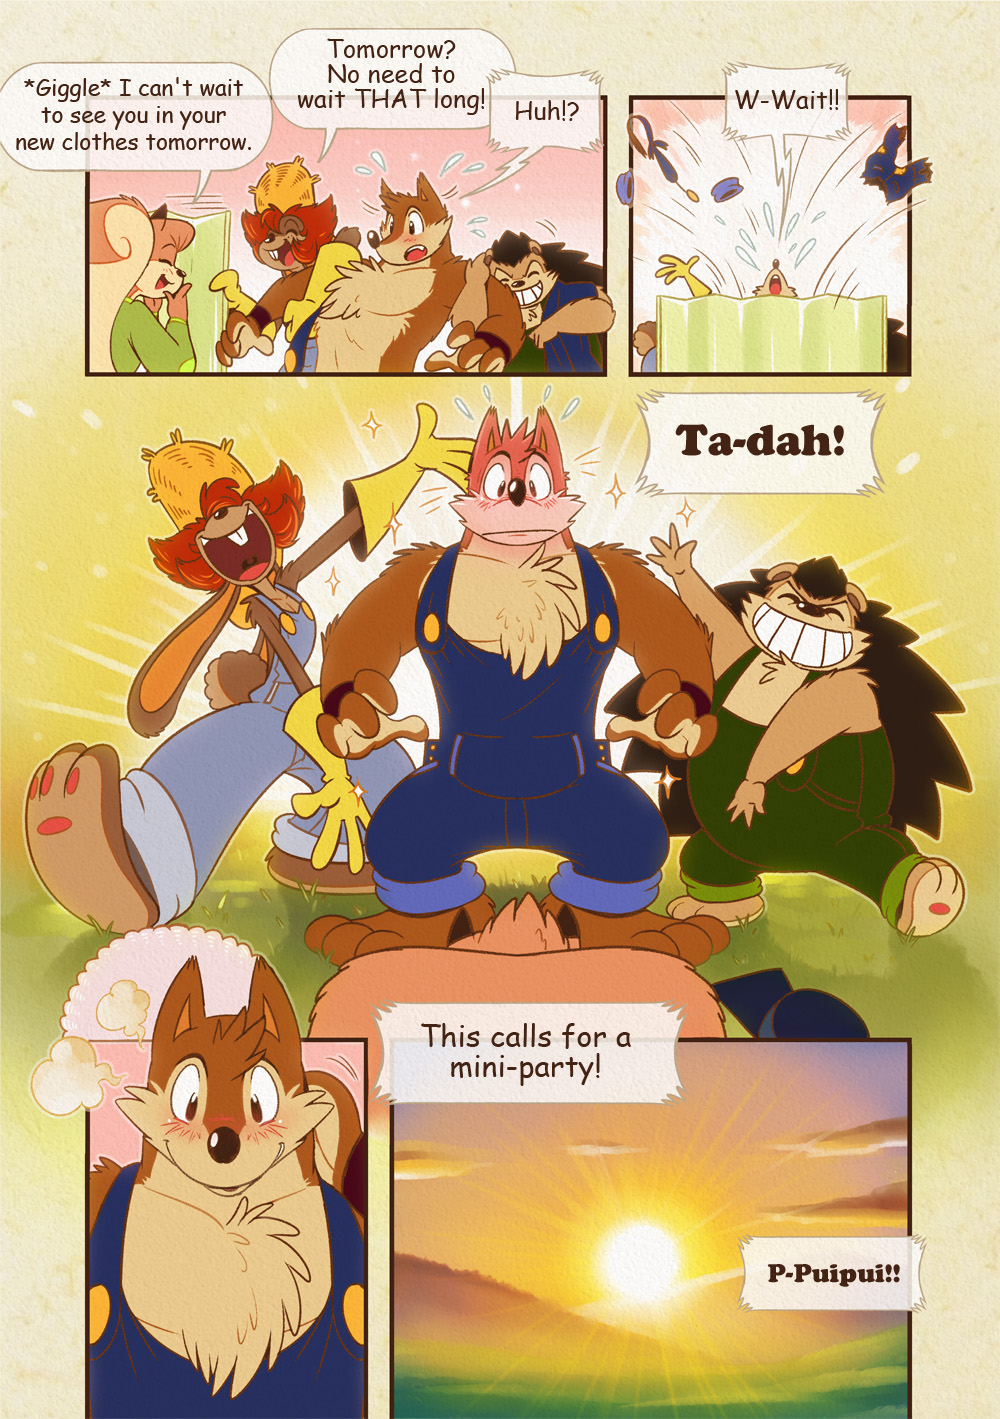 *Giggle* I can't wait
to see you in your
new clothes tomorrow.
Tomorrow?
No need to
wait THAT long!
Huh!?
W-Wait!!
Ta-dah!
This calls for a
mini-party!
P-Puipui!!